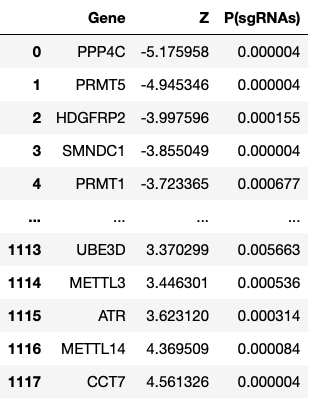 Gene Z P(sgRNAs)
0 PPP4C -5.175958 0.000004
1 PRMT5 -4.945346 0.000004
2 HDGFRP2 -3.997596 0.000155
3 SMNDC1 -3.855049 0.000004
4 PRMT1 -3.723365 0.000677
... ... ... ...
1113 UBE3D 3.370299 0.005663
1114 METTL3 3.446301 0.000536
1115 ATR 3.623120 0.000314
1116 METTL14 4.369509 0.000084
1117 CCT7 4.561326 0.000004